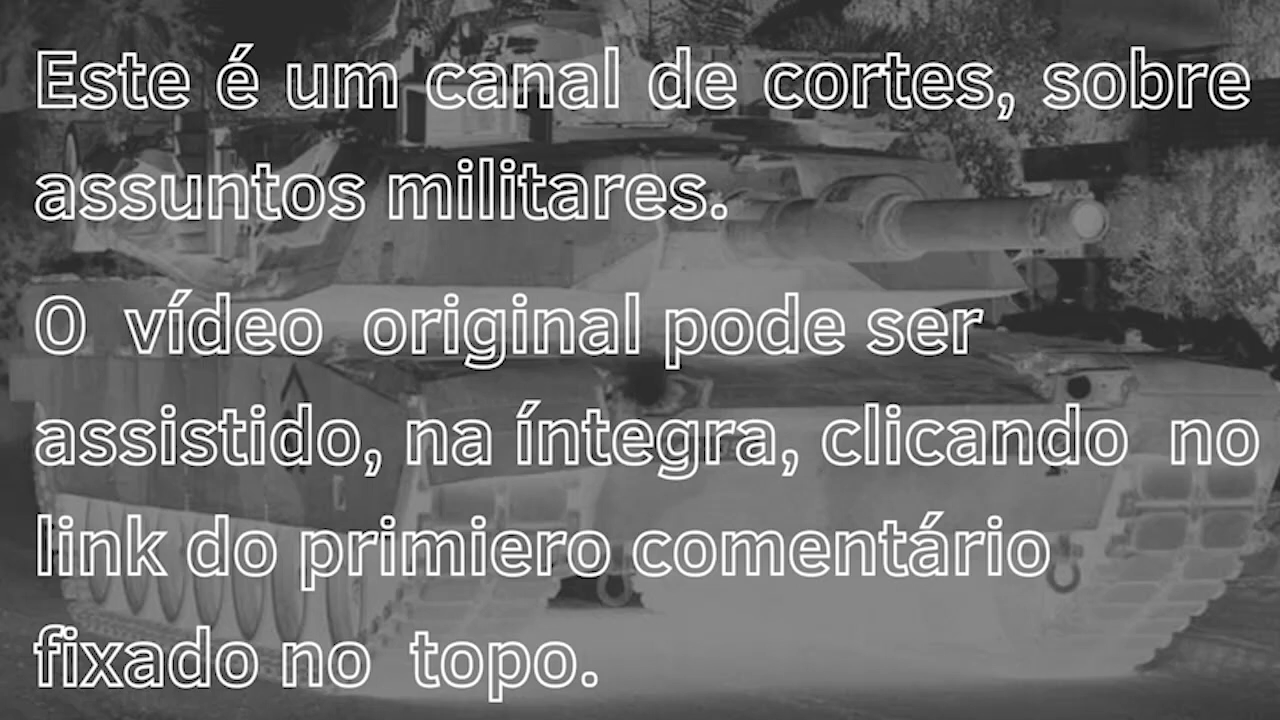 Este é um canal de cortes, sobre
assuntos militares.
O vídeo original pode ser
assistido, na íntegra, clicando no
link do primiero comentário
fixado no topo.